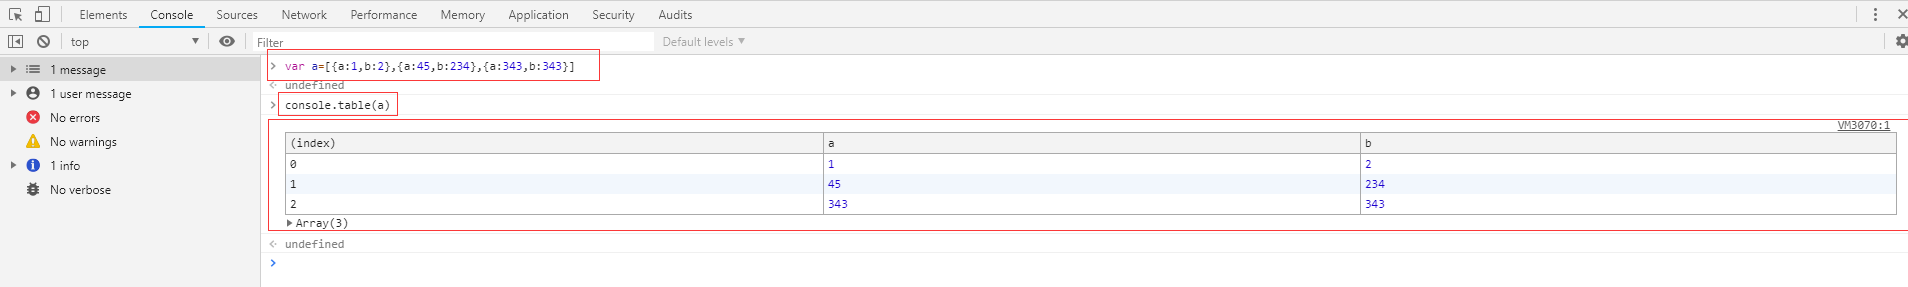 Elements Console Sources Network Performance Memory Application Security Audits
top Filter Default levels
1 message
1 user message
No errors
No warnings
1 info
No verbose
var a=[{a:1,b:2},{a:45,b:234},{a:343,b:343}]
undefined
console.table(a)
VM3070:1
(index) a b
0 1 2
1 45 234
2 343 343
Array(3)
undefined